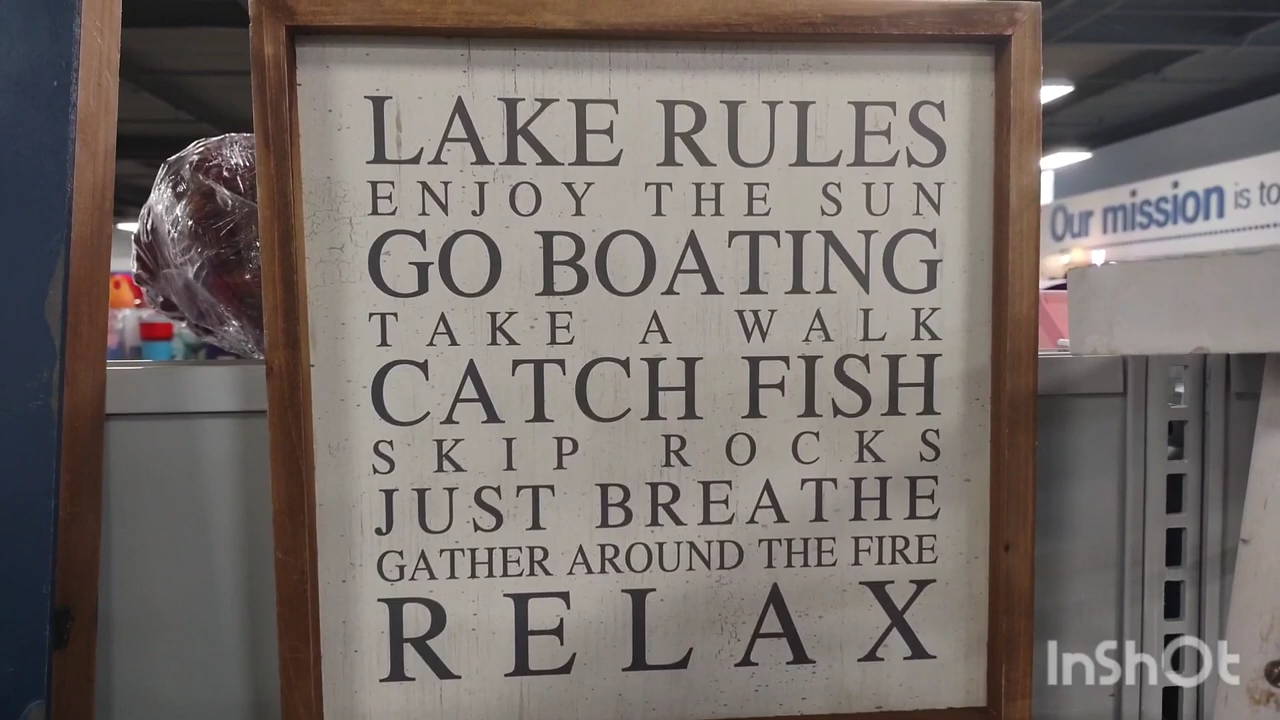 LAKE RULES
ENJOY THE SUN
GO BOATING
TAKE A WALK
CATCH FISH
SKIP ROCKS
JUST BREATHE
GATHER AROUND THE FIRE
RELAX
Our mission is to
InShOt